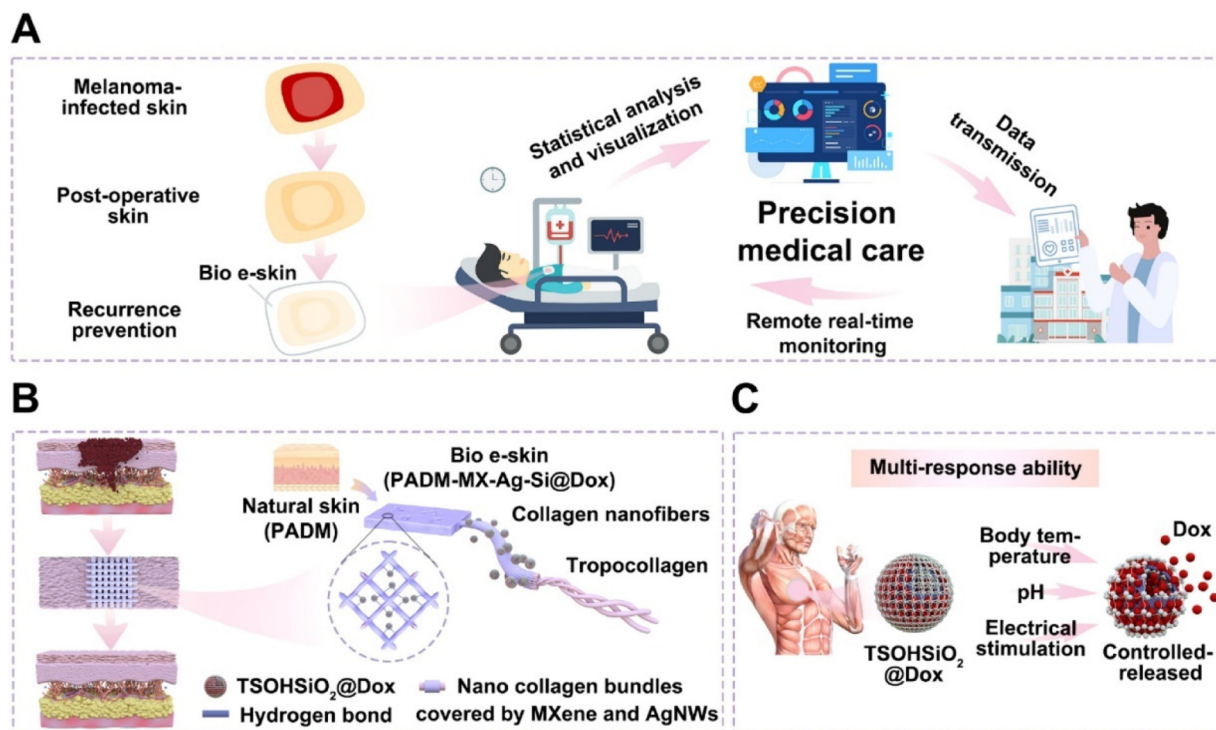 A
Melanoma-
infected skin
Post-operative
skin
Bio e-skin
Recurrence
prevention
Statistical analysis
and visualization
Precision
medical care
Data
transmission
Remote real-time
monitoring
B
Natural skin
(PADM)
Bio e-skin
(PADM-MX-Ag-Si@Dox)
Collagen nanofibers
Tropocollagen
TSOHSiO₂@Dox
Hydrogen bond
Nano collagen bundles
covered by MXene and AgNWs
C
Multi-response ability
TSOHSiO₂
@Dox
Body tem-
perature
pH
Electrical
stimulation
Dox
Controlled-
released